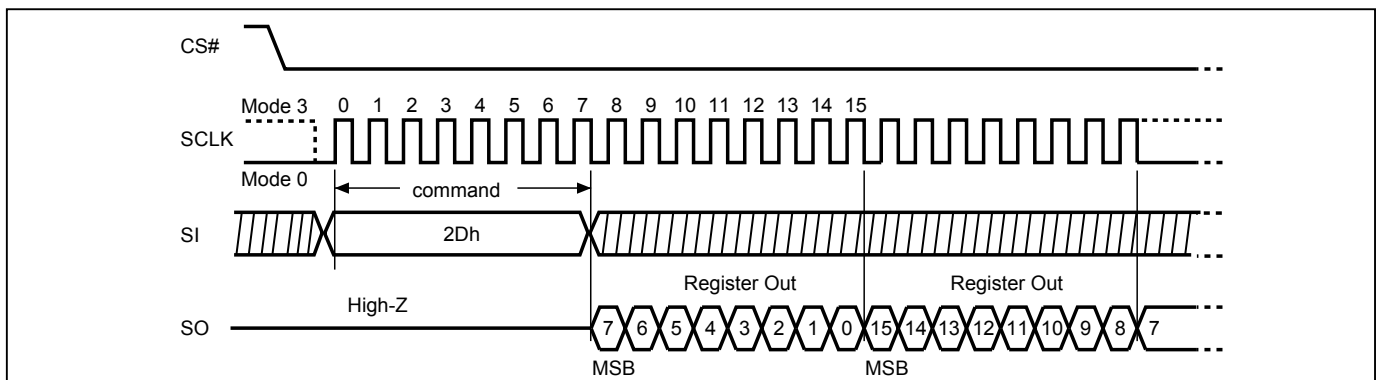 CS#
Mode 3 0 1 2 3 4 5 6 7 8 9 10 11 12 13 14 15
SCLK
Mode 0
command
SI 2Dh
Register Out Register Out
High-Z
SO 7 6 5 4 3 2 1 0 15 14 13 12 11 10 9 8 7
MSB MSB